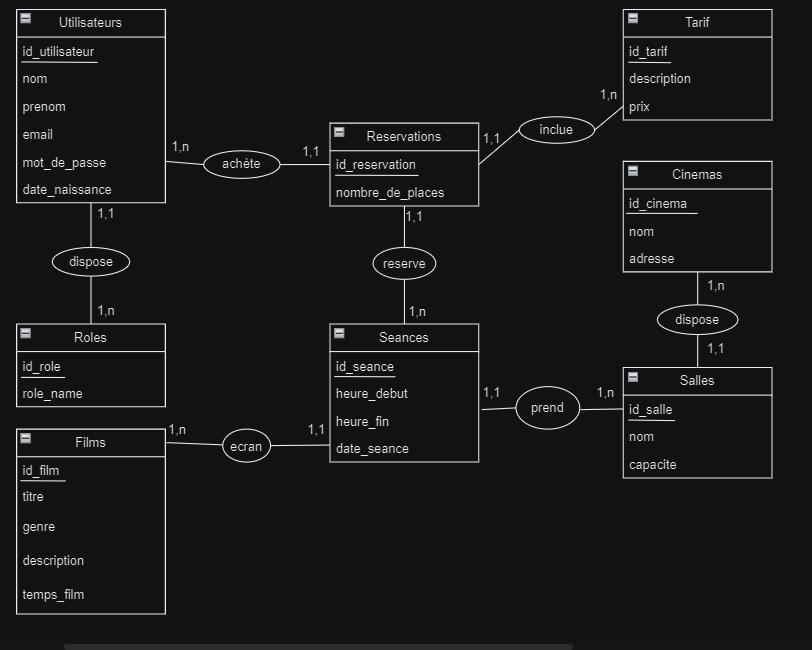 Utilisateurs
id_utilisateur
nom
prenom
email
mot_de_passe
date_naissance
1,n
achète
1,1
Reservations
id_reservation
nombre_de_places
1,1
inclue
1,n
Tarif
id_tarif
description
prix
Cinemas
id_cinema
nom
adresse
1,1
dispose
1,n
1,1
reserve
1,n
1,n
dispose
1,1
Roles
id_role
role_name
Seances
id_seance
heure_debut
heure_fin
date_seance
1,1
prend
1,n
Salles
id_salle
nom
capacite
Films
id_film
titre
genre
description
temps_film
1,n
ecran
1,1